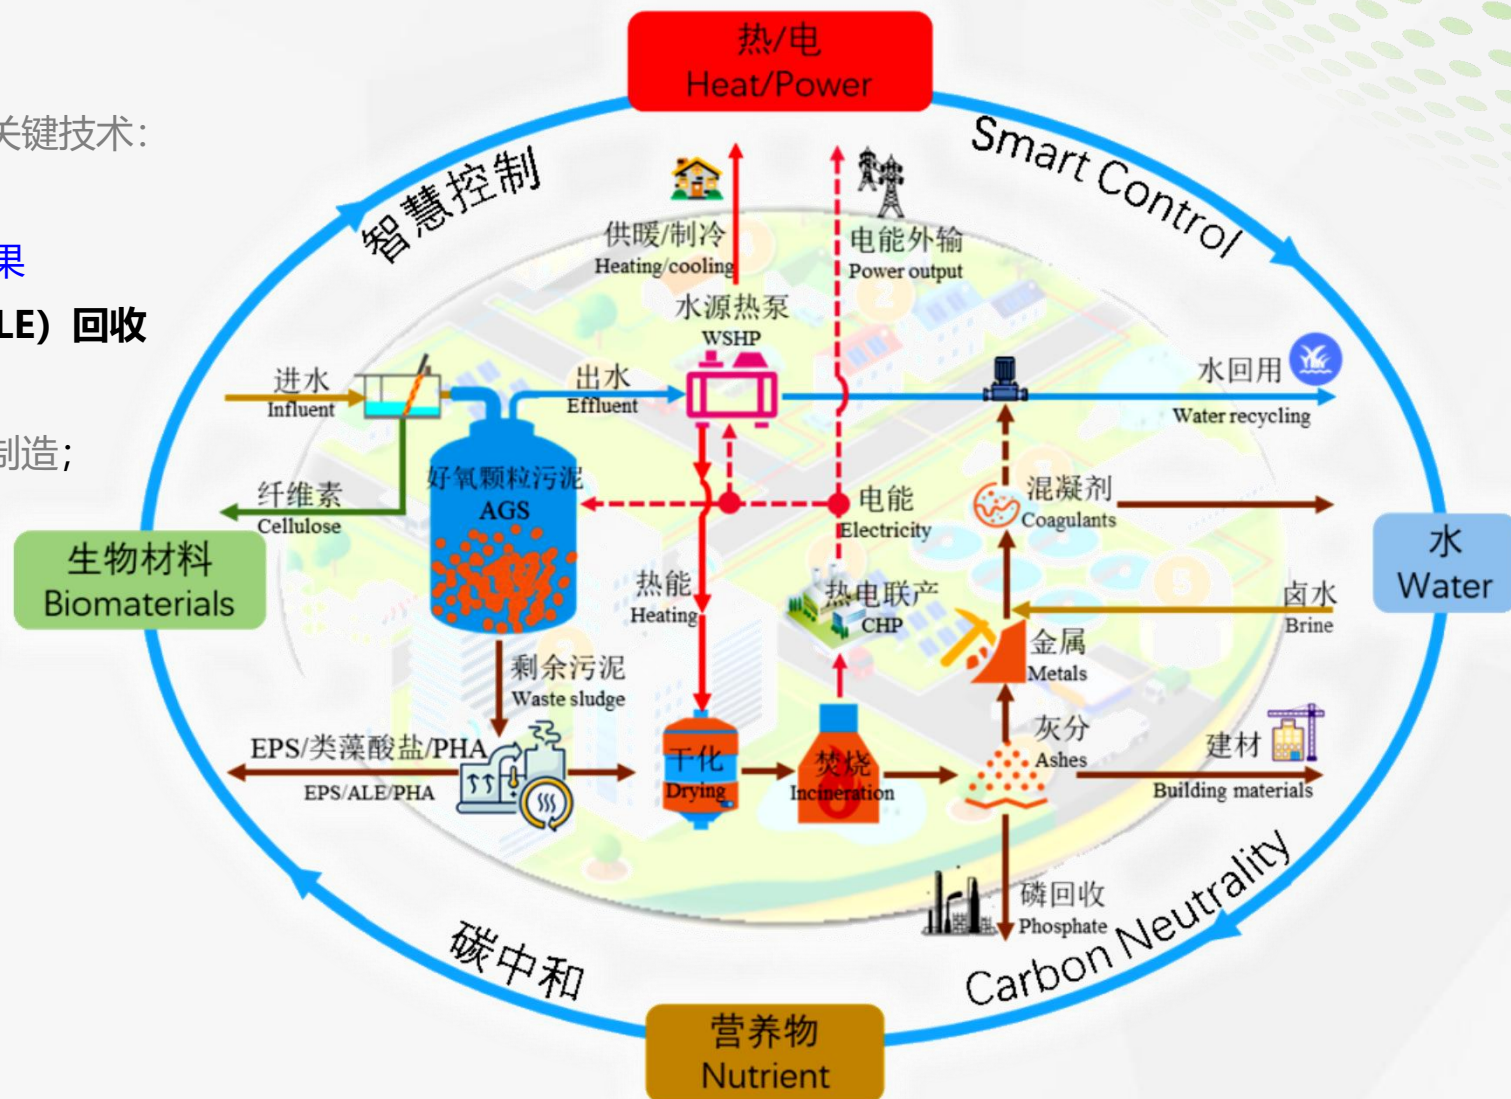 热/电
Heat/Power
关键技术：
果
LE）回收
制造；
智慧控制
Smart Control
供暖/制冷
Heating/cooling
电能外输
Power output
水源热泵
WSHP
进水
Influent
出水
Effluent
水回用
Water recycling
纤维素
Cellulose
好氧颗粒污泥
AGS
电能
Electricity
混凝剂
Coagulants
生物材料
Biomaterials
水
Water
热能
Heating
热电联产
CHP
卤水
Brine
金属
Metals
剩余污泥
Waste sludge
EPS/类藻酸盐/PHA
EPS/ALE/PHA
干化
Drying
焚烧
Incineration
灰分
Ashes
建材
Building materials
磷回收
Phosphate
碳中和
Carbon Neutrality
营养物
Nutrient